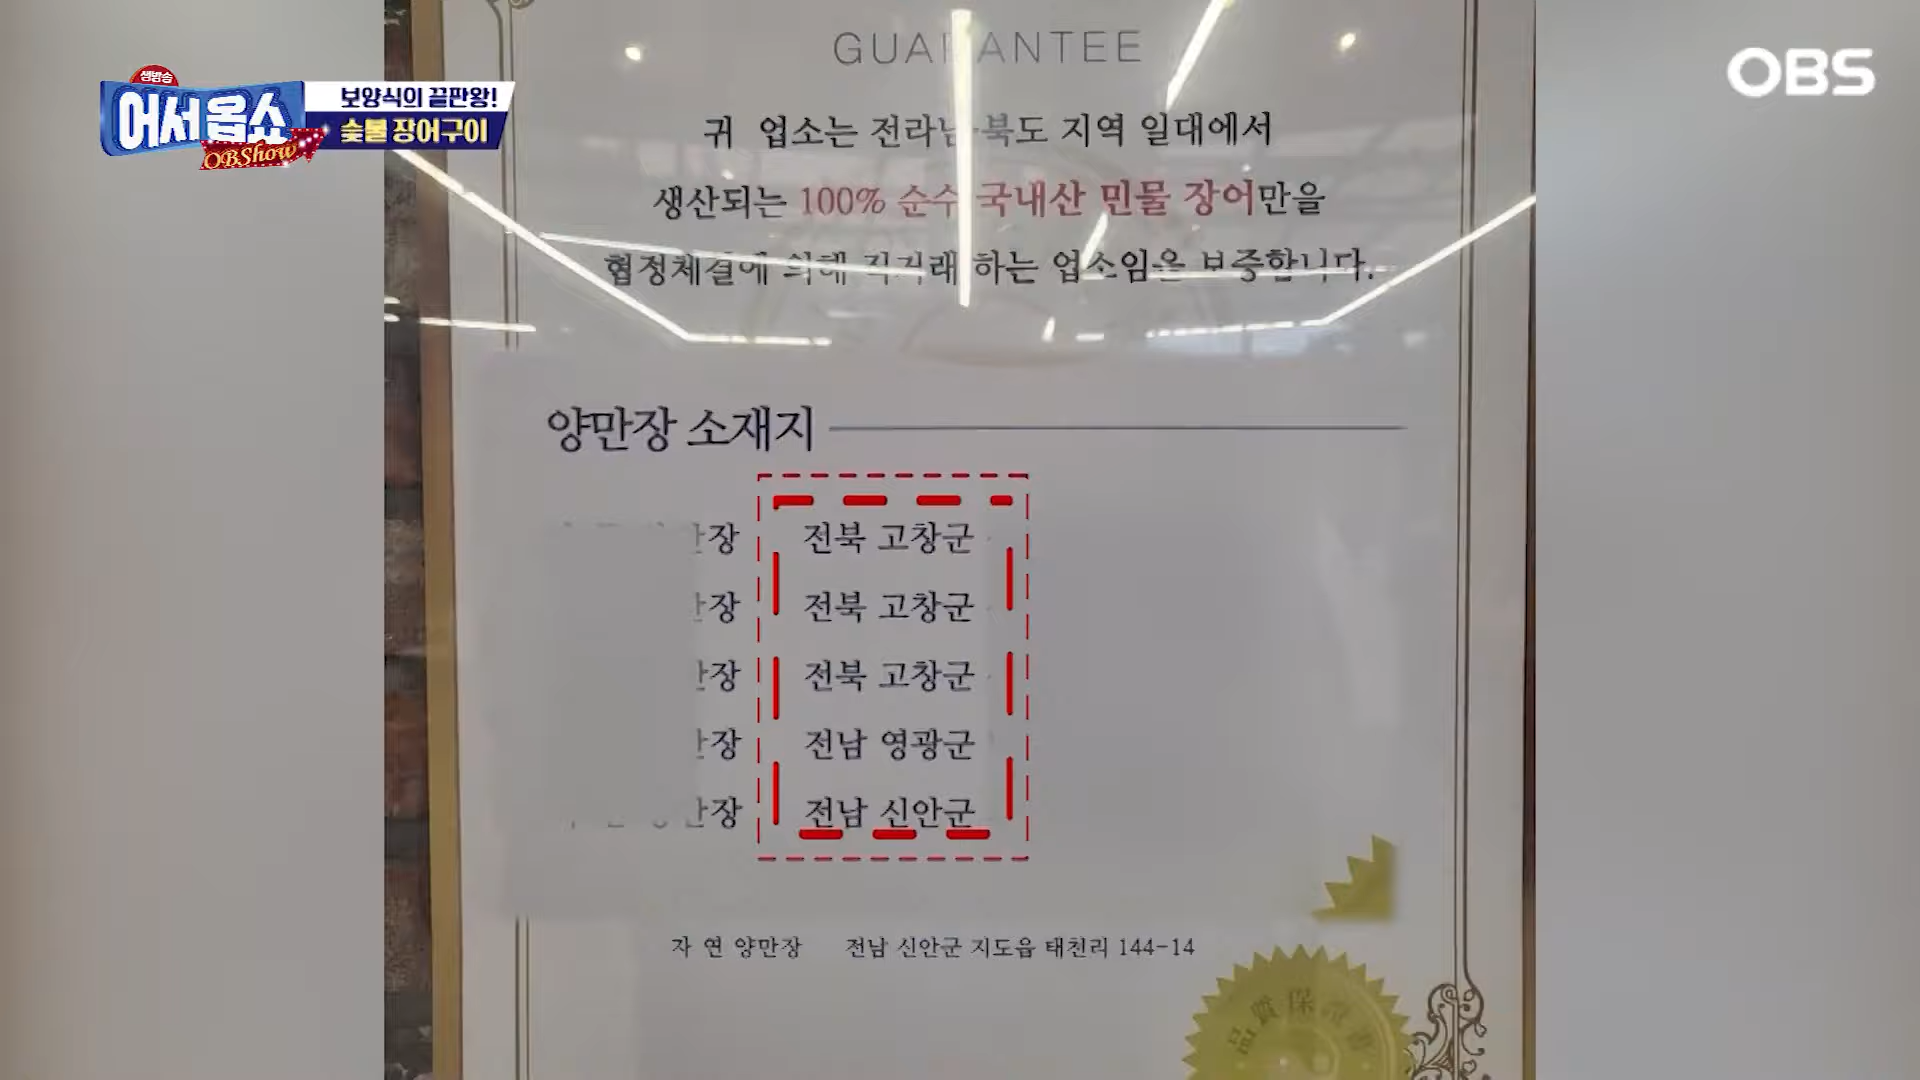 셈방송
어서옵쇼
OBShow
보양식의 끝판왕!
숯불 장어구이
OBS
GUARANTEE
귀 업소는 전라남·북도 지역 일대에서
생산되는 100% 순수 국내산 민물 장어만을
협정체결에 의해 직거래 하는 업소임을 보증합니다.
양만장 소재지
장 전북 고창군
장 전북 고창군
장 전북 고창군
장 전남 영광군
장 전남 신안군
자연양만장 전남 신안군 지도읍 태천리 144-14
品質保證書